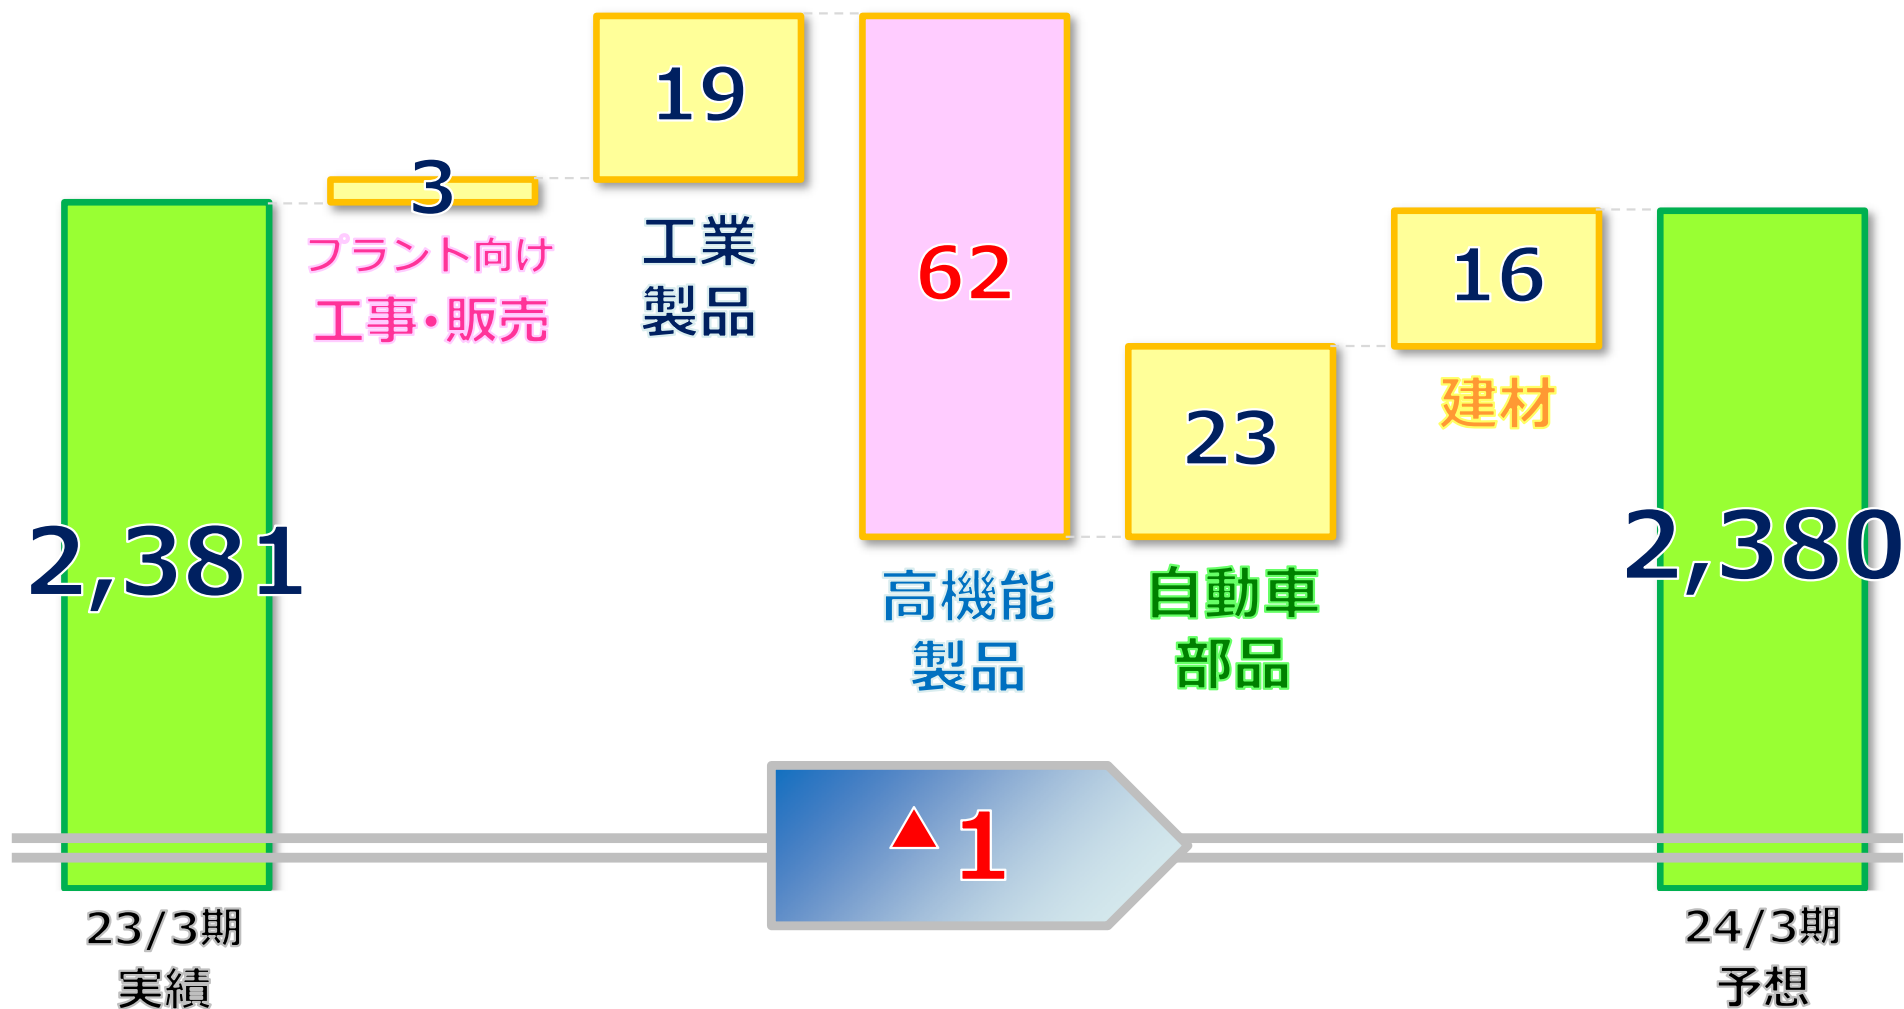 2,381
23/3期
実績
3
プラント向け
工事・販売
19
工業
製品
62
高機能
製品
23
自動車
部品
16
建材
2,380
24/3期
予想
▲1